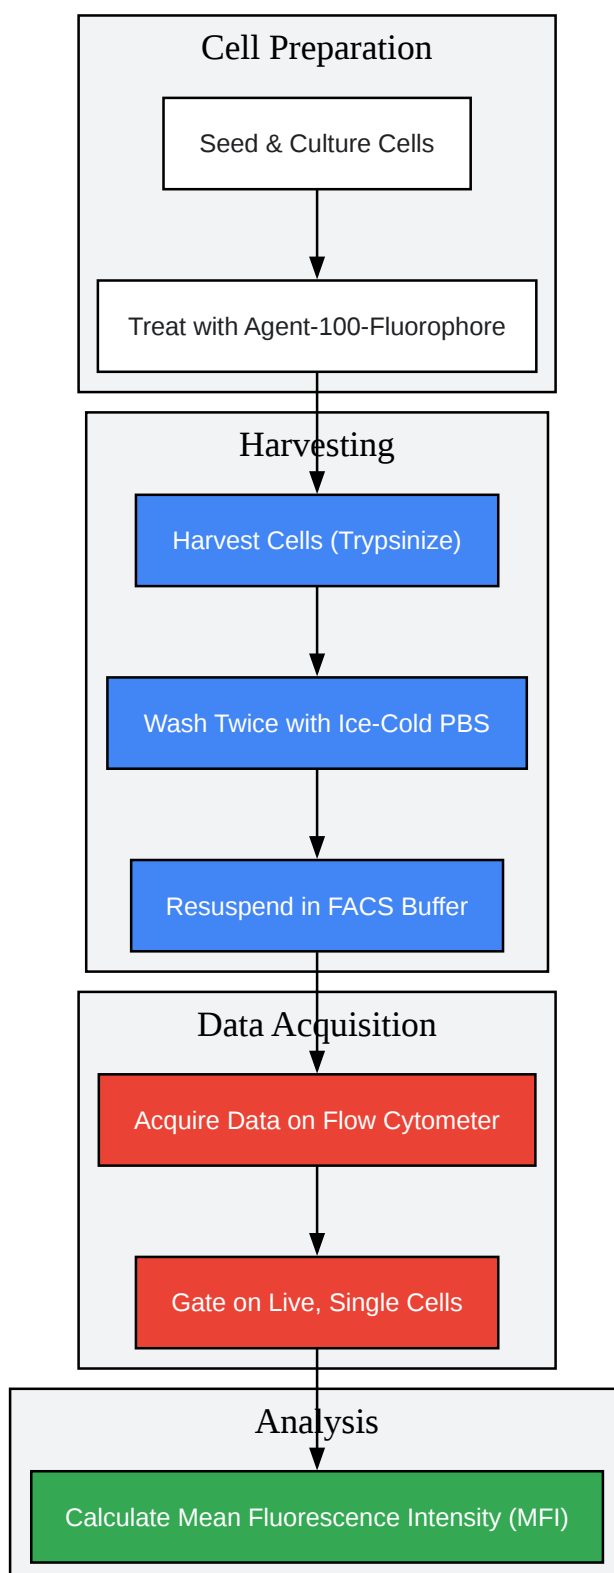 Cell Preparation
Seed & Culture Cells
Treat with Agent-100-Fluorophore
Harvesting
Harvest Cells (Trypsinize)
Wash Twice with Ice-Cold PBS
Resuspend in FACS Buffer
Data Acquisition
Acquire Data on Flow Cytometer
Gate on Live, Single Cells
Analysis
Calculate Mean Fluorescence Intensity (MFI)